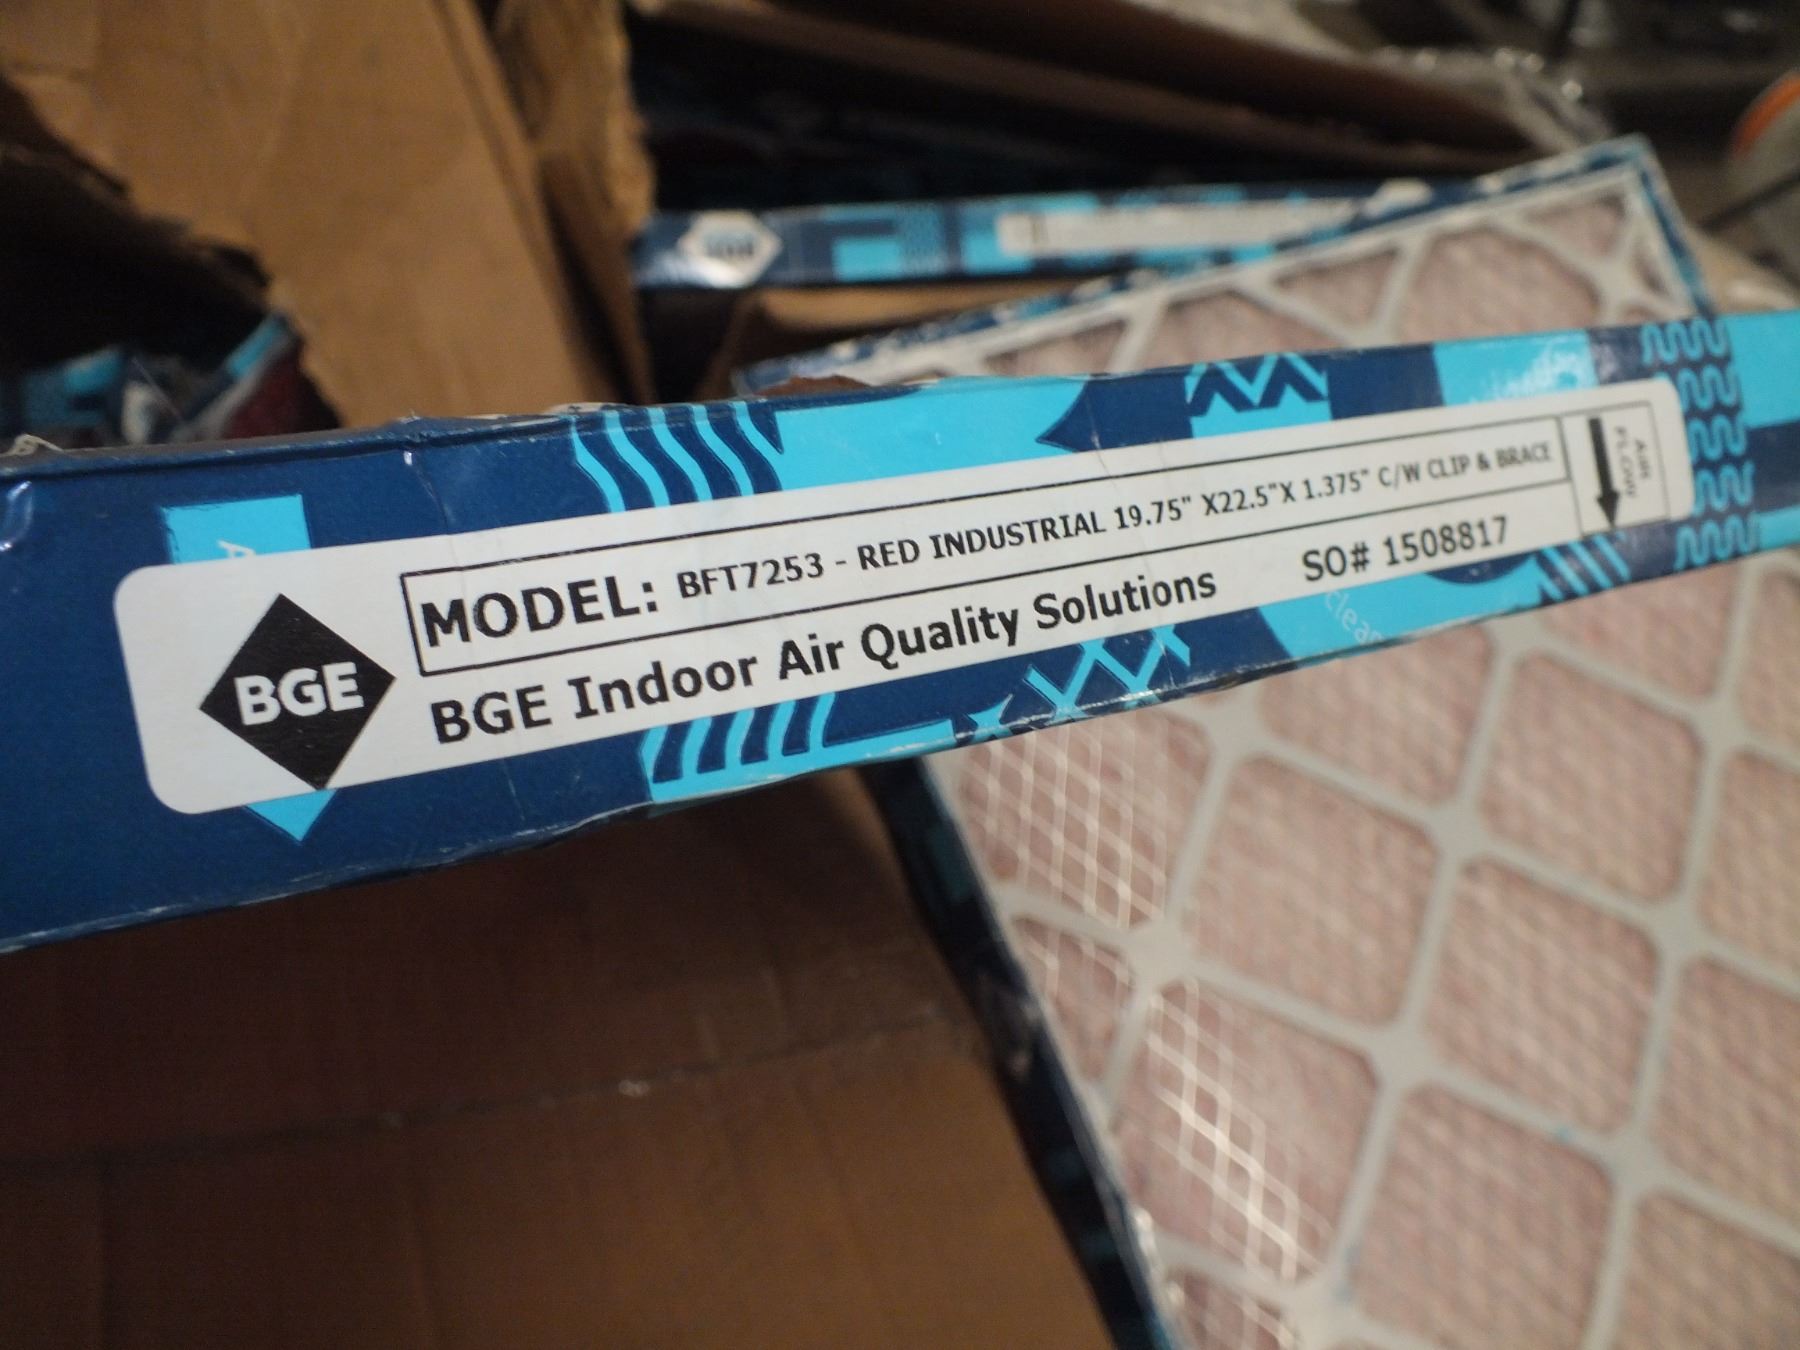 BGE
MODEL: BFT7253 - RED INDUSTRIAL 19.75" X22.5"X 1.375" C/W CLIP & BRACE
BGE Indoor Air Quality Solutions SO# 1508817
AIR
FLOW
clean